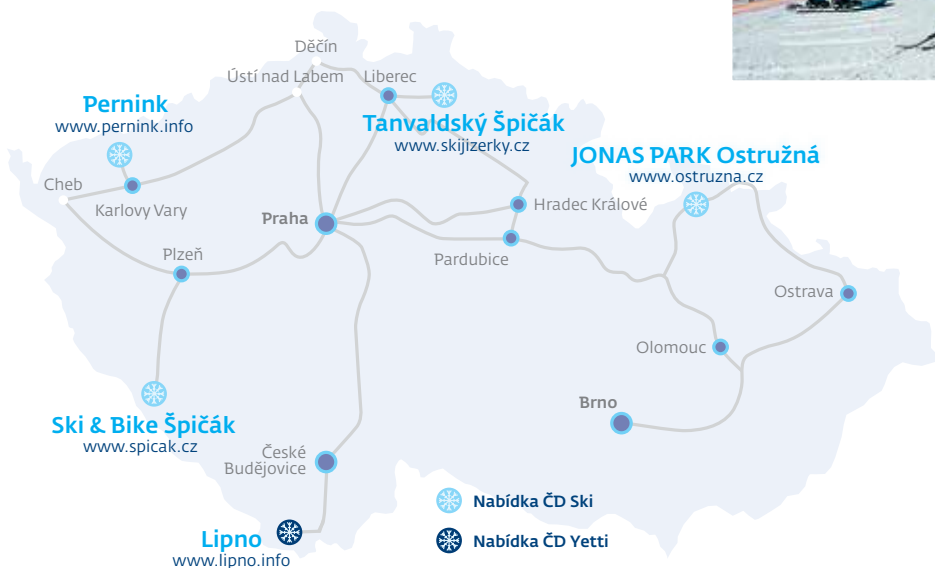 Děčín
Ústí nad Labem
Liberec
Pernink
www.pernink.info
Tanvaldský Špičák
www.skijizerky.cz
JONAS PARK Ostružná
www.ostruzna.cz
Cheb
Karlovy Vary
Praha
Hradec Králové
Plzeň
Pardubice
Ostrava
Olomouc
Brno
Ski & Bike Špičák
www.spicak.cz
České
Budějovice
Nabídka ČD Ski
Nabídka ČD Yetti
Lipno
www.lipno.info